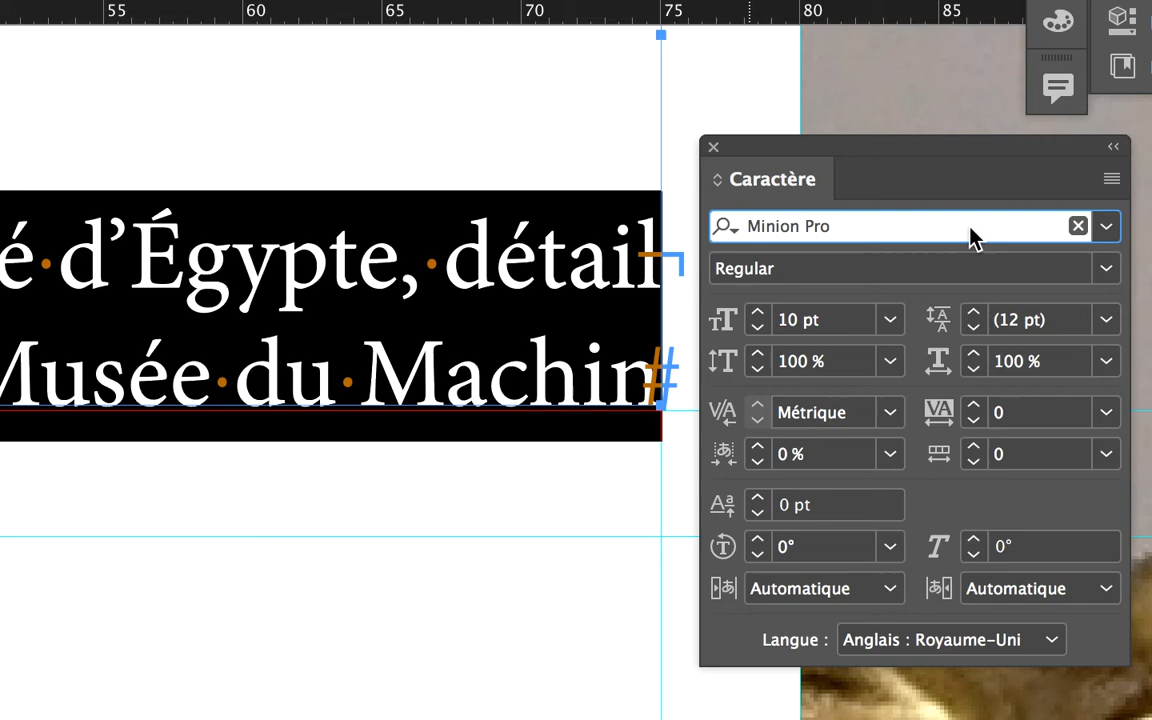 55 60 65 70 75 80 85
é d’Égypte, détail
Musée du Machin#
Caractère
Minion Pro
Regular
10 pt (12 pt)
100 % 100 %
Métrique 0
0 % 0
0 pt
0° 0°
Automatique Automatique
Langue : Anglais : Royaume-Uni